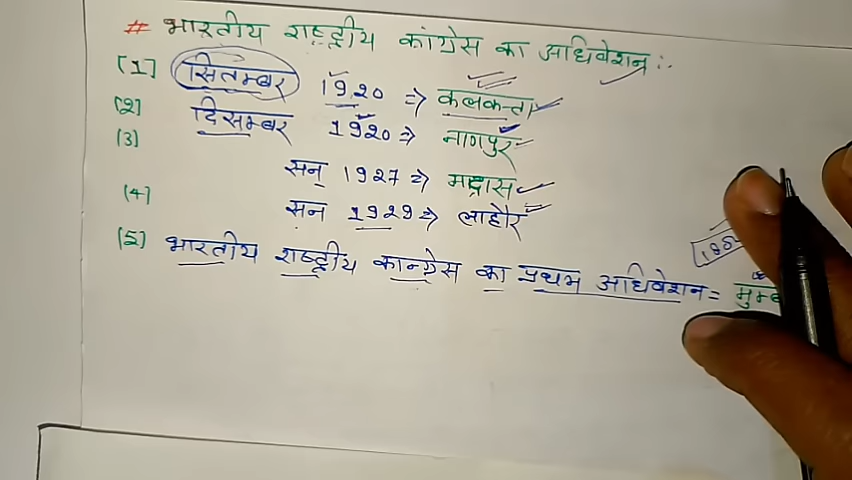 # भारतीय राष्ट्रीय कांग्रेस का अधिवेशन :-
(1) सितम्बर 1920 => कलकत्ता
(2) दिसम्बर 1920 => नागपुर
(3) सन् 1927 => मद्रास
(4) सन 1929 => लाहौर
(5) भारतीय राष्ट्रीय कान्ग्रेस का प्रथम अधिवेशन =